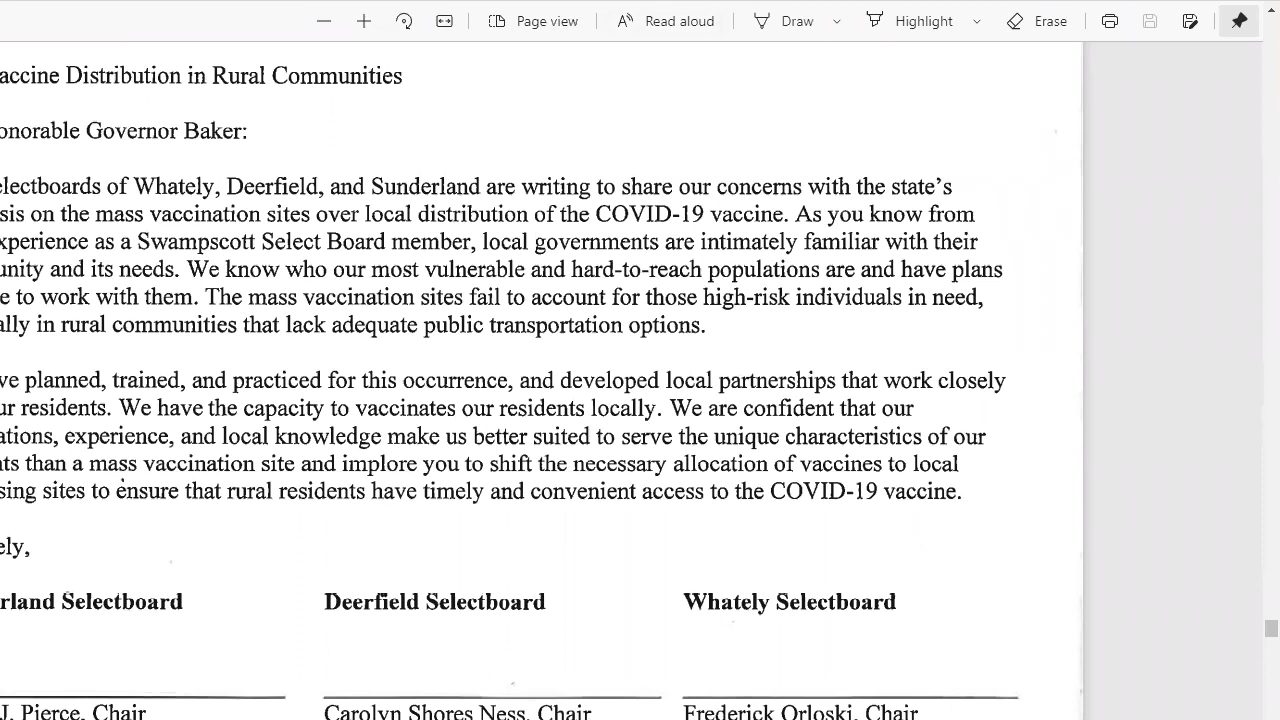 Page view
Read aloud
Draw
Highlight
Erase
accine Distribution in Rural Communities
onorable Governor Baker:
electboards of Whately, Deerfield, and Sunderland are writing to share our concerns with the state's
sis on the mass vaccination sites over local distribution of the COVID-19 vaccine. As you know from
xperience as a Swampscott Select Board member, local governments are intimately familiar with their
unity and its needs. We know who our most vulnerable and hard-to-reach populations are and have plans
e to work with them. The mass vaccination sites fail to account for those high-risk individuals in need,
ally in rural communities that lack adequate public transportation options.
ve planned, trained, and practiced for this occurrence, and developed local partnerships that work closely
ur residents. We have the capacity to vaccinates our residents locally. We are confident that our
ations, experience, and local knowledge make us better suited to serve the unique characteristics of our
nts than a mass vaccination site and implore you to shift the necessary allocation of vaccines to local
sing sites to ensure that rural residents have timely and convenient access to the COVID-19 vaccine.
ely,
rland Selectboard
Deerfield Selectboard
Whately Selectboard
J. Pierce, Chair
Carolyn Shores Ness, Chair
Frederick Orloski, Chair